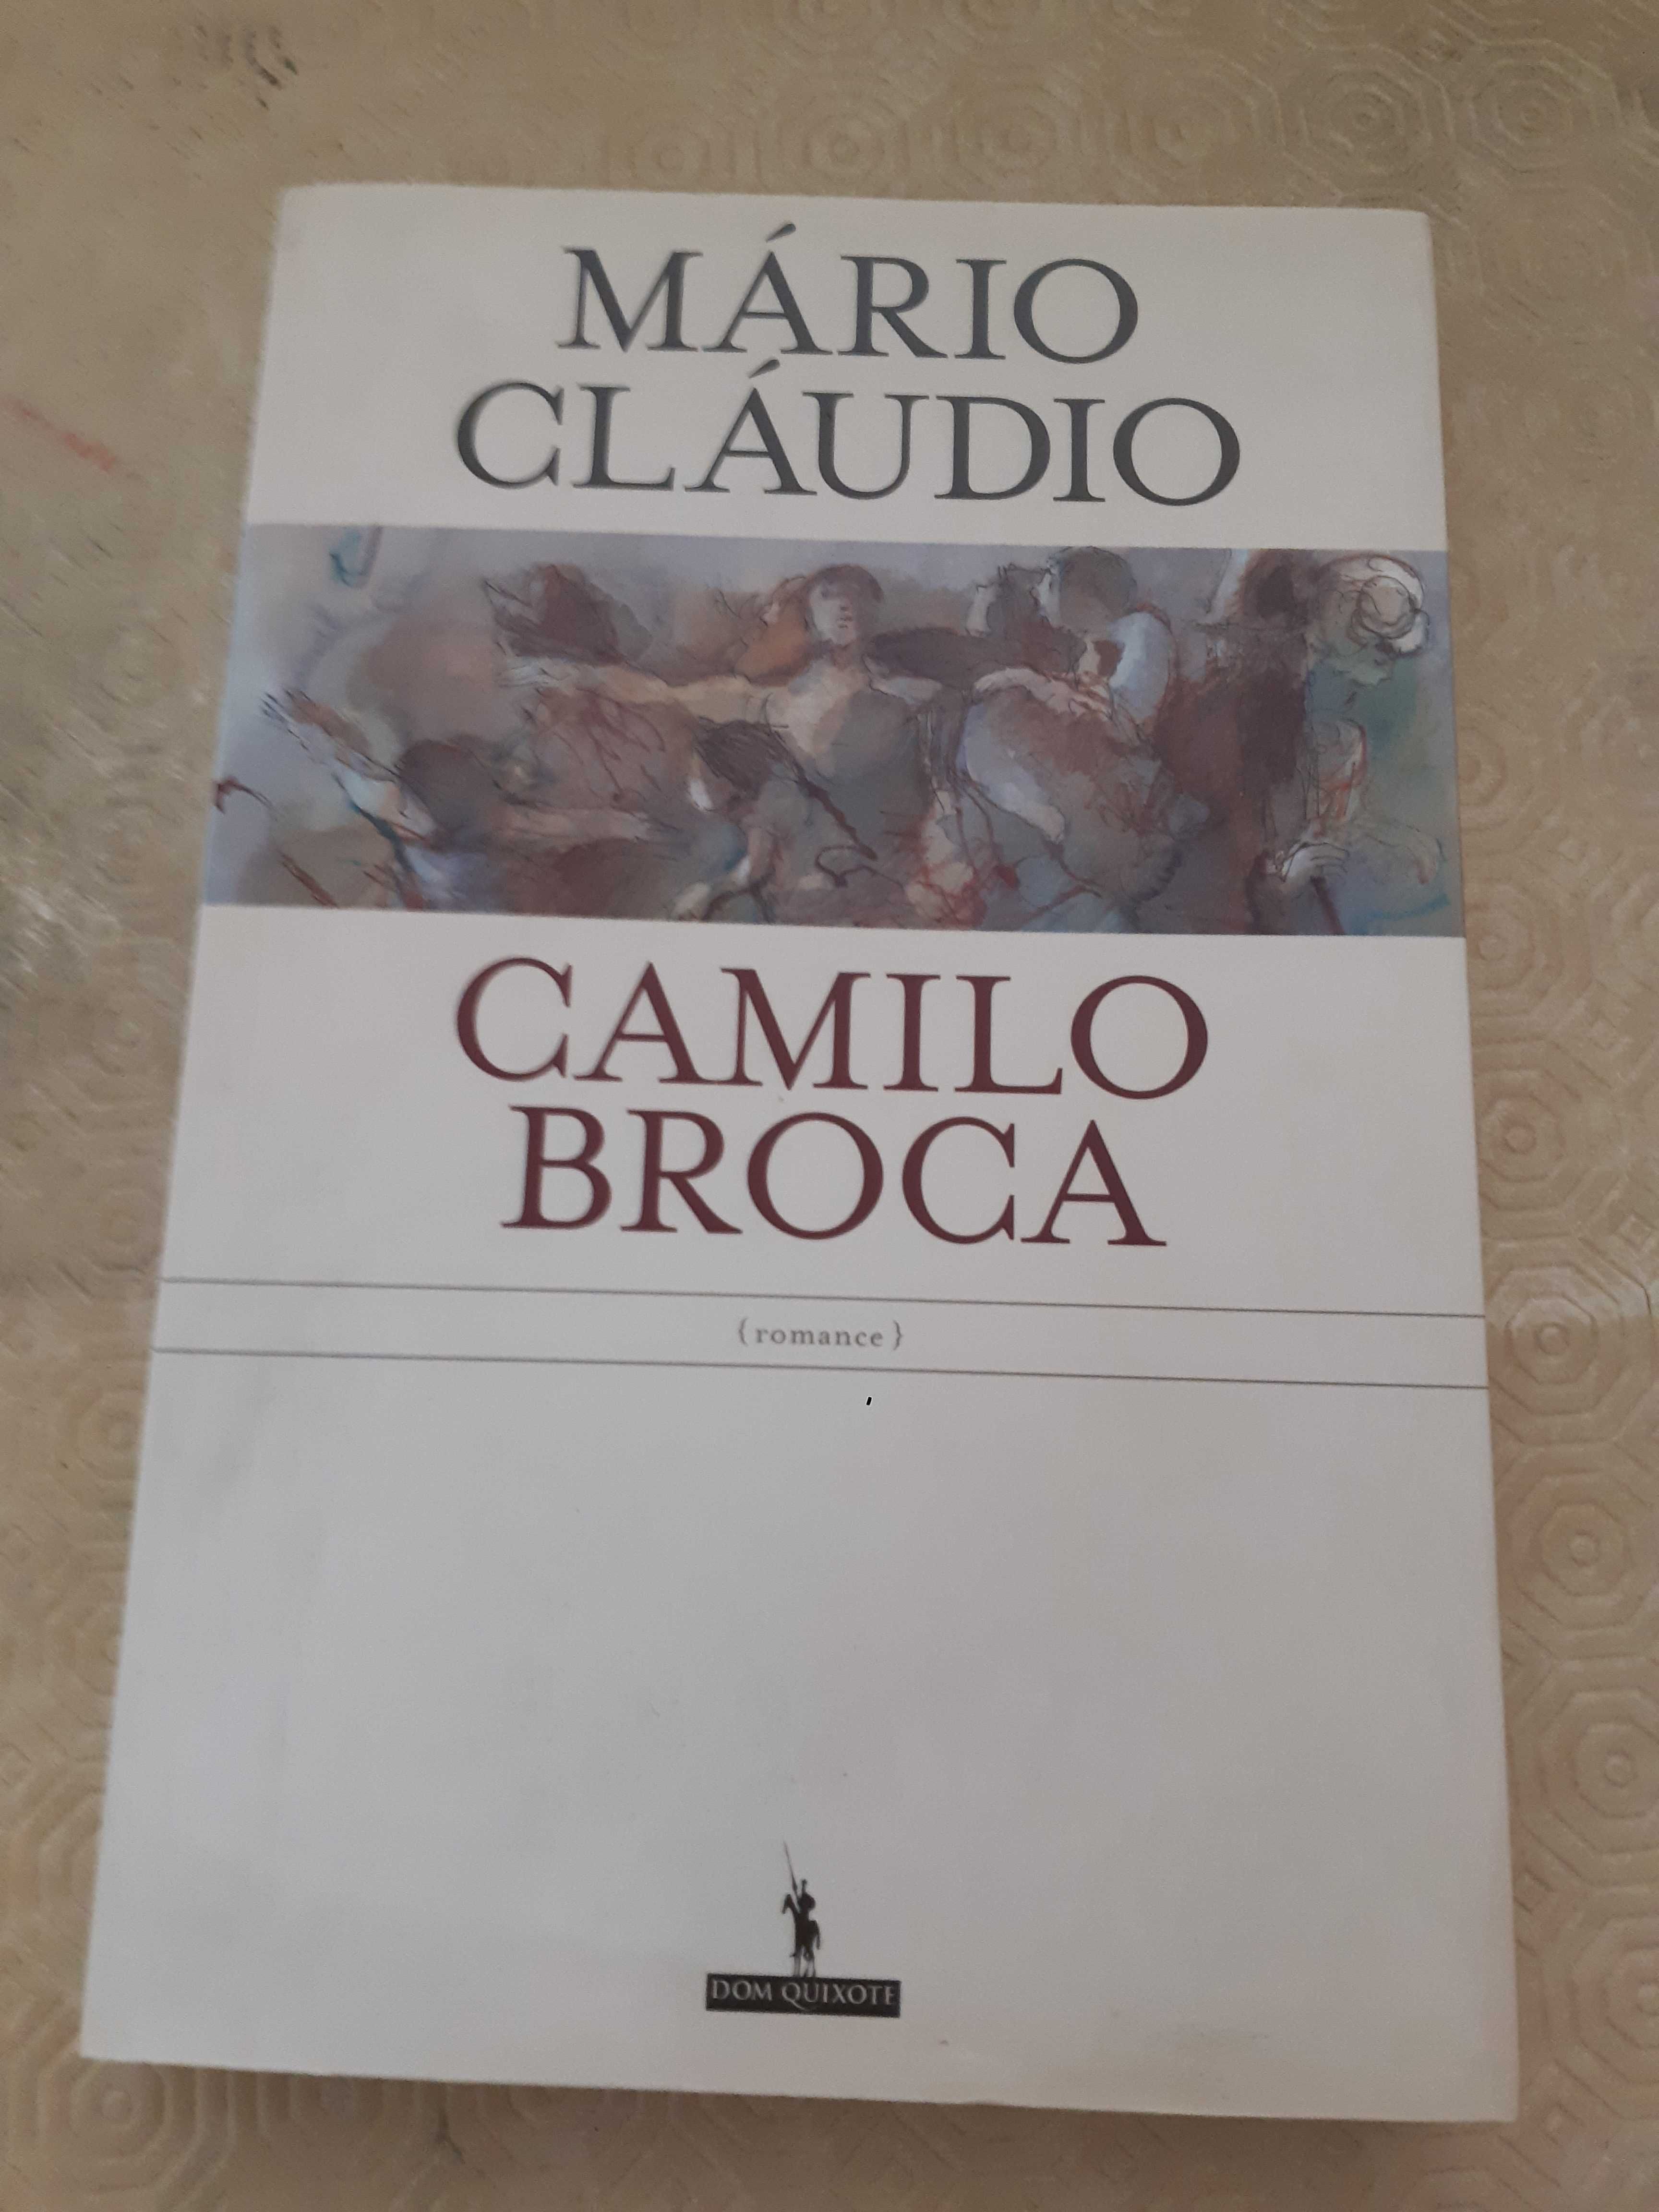 MÁRIO
CLÁUDIO
CAMILO
BROCA
{romance}
DOM QUIXOTE